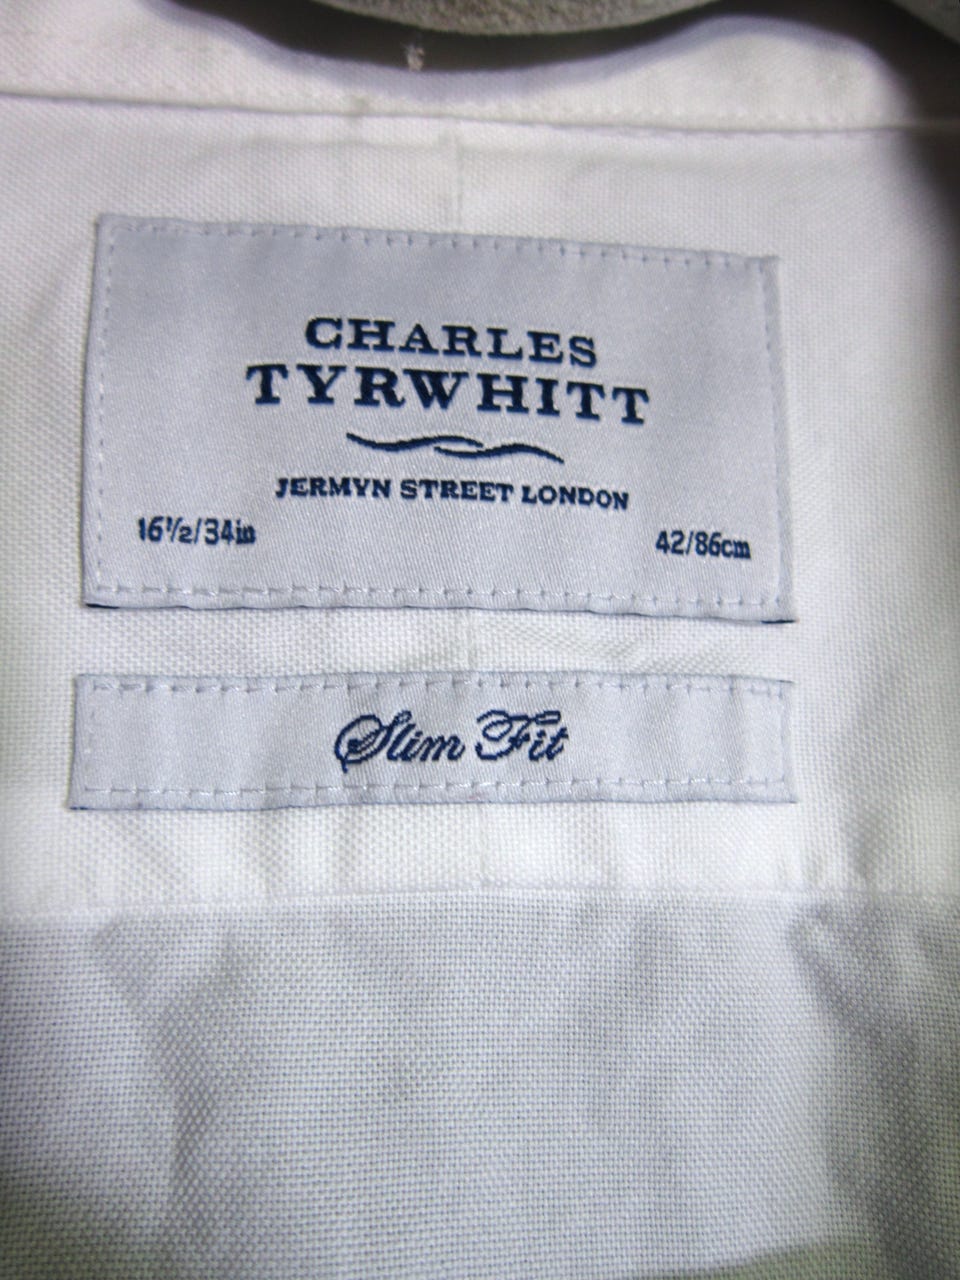 CHARLES
TYRWHITT
JERMYN STREET LONDON
16½/34in
42/86cm
Slim Fit